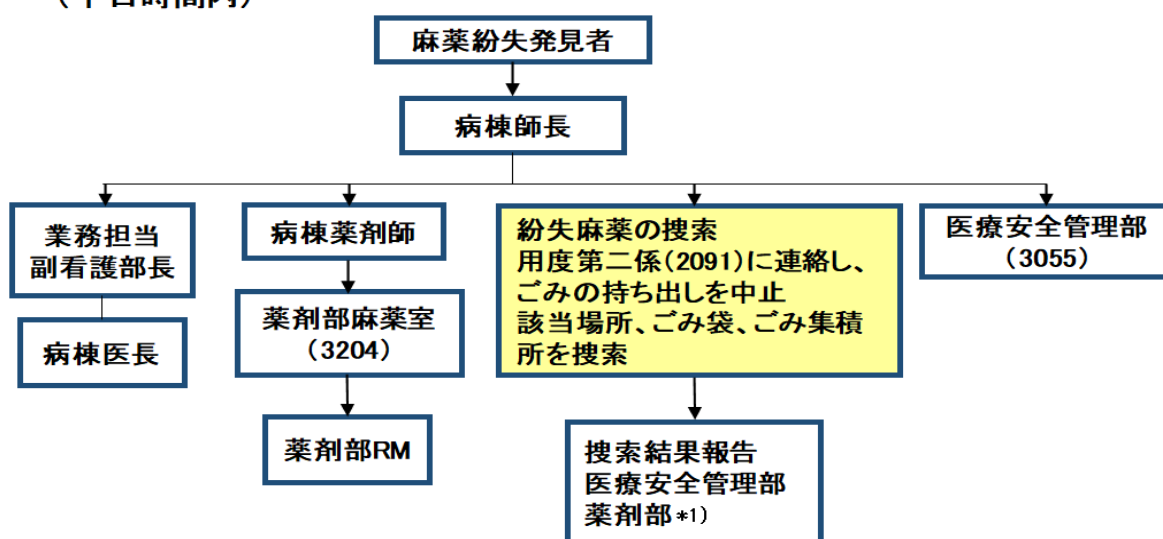 麻薬紛失発見者
病棟師長
業務担当
副看護部長
病棟医長
病棟薬剤師
薬剤部麻薬室
(3204)
薬剤部RM
紛失麻薬の捜索
用度第二係(2091)に連絡し、
ごみの持ち出しを中止
該当場所、ごみ袋、ごみ集積
所を捜索
捜索結果報告
医療安全管理部
薬剤部*1)
医療安全管理部
(3055)